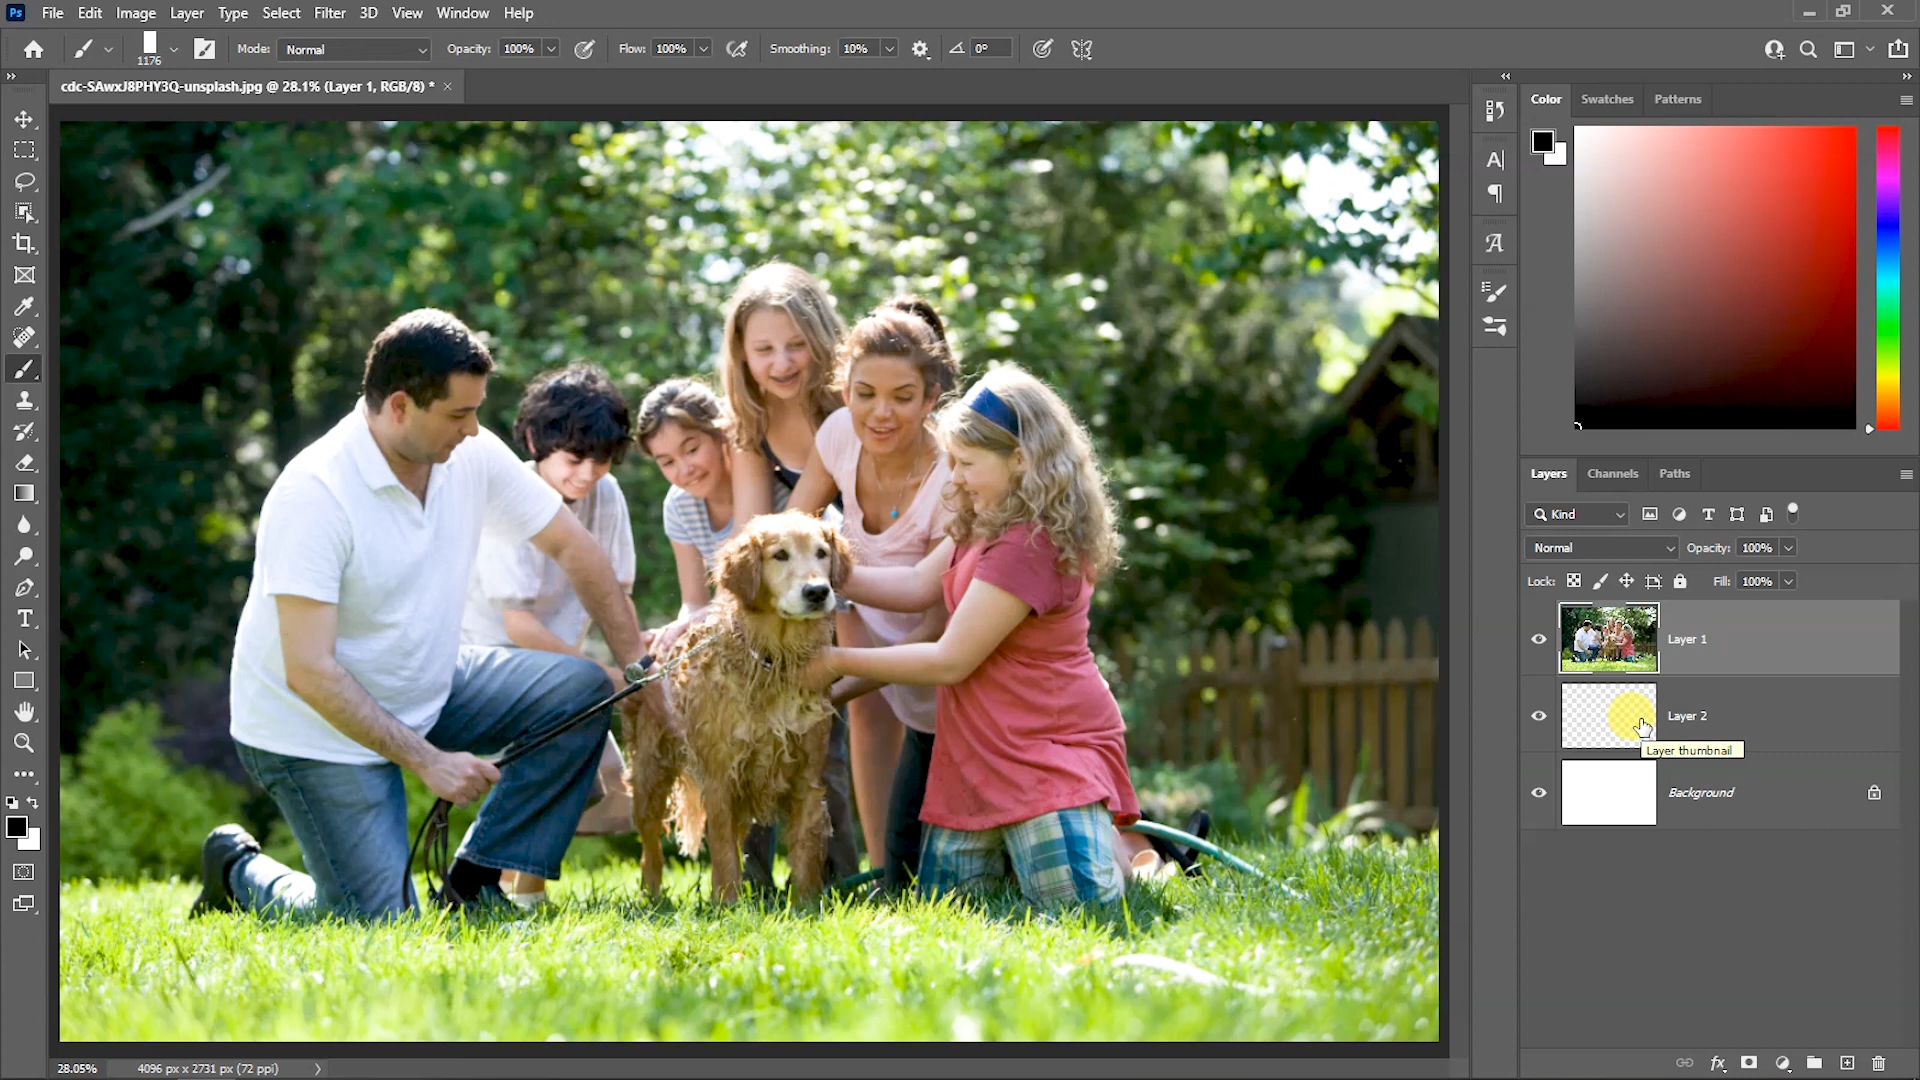 Ps File Edit Image Layer Type Select Filter 3D View Window Help
1176 Mode: Normal Opacity: 100% Flow: 100% Smoothing: 10% 0°
cdc-SAwxJ8PHY3Q-unsplash.jpg @ 28.1% (Layer 1, RGB/8) * ×
Color Swatches Patterns
Layers Channels Paths
Kind
Normal Opacity: 100%
Lock: Fill: 100%
Layer 1
Layer 2
Layer thumbnail
Background
28.05% 4096 px x 2731 px (72 ppi)